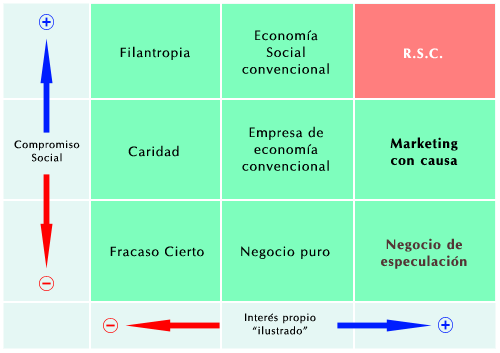 Filantropia
Economía
Social
convencional
R.S.C.
Compromiso
Social
Caridad
Empresa de
economía
convencional
Marketing
con causa
Fracaso Cierto
Negocio puro
Negocio de
especulación
Interés propio
“ilustrado”